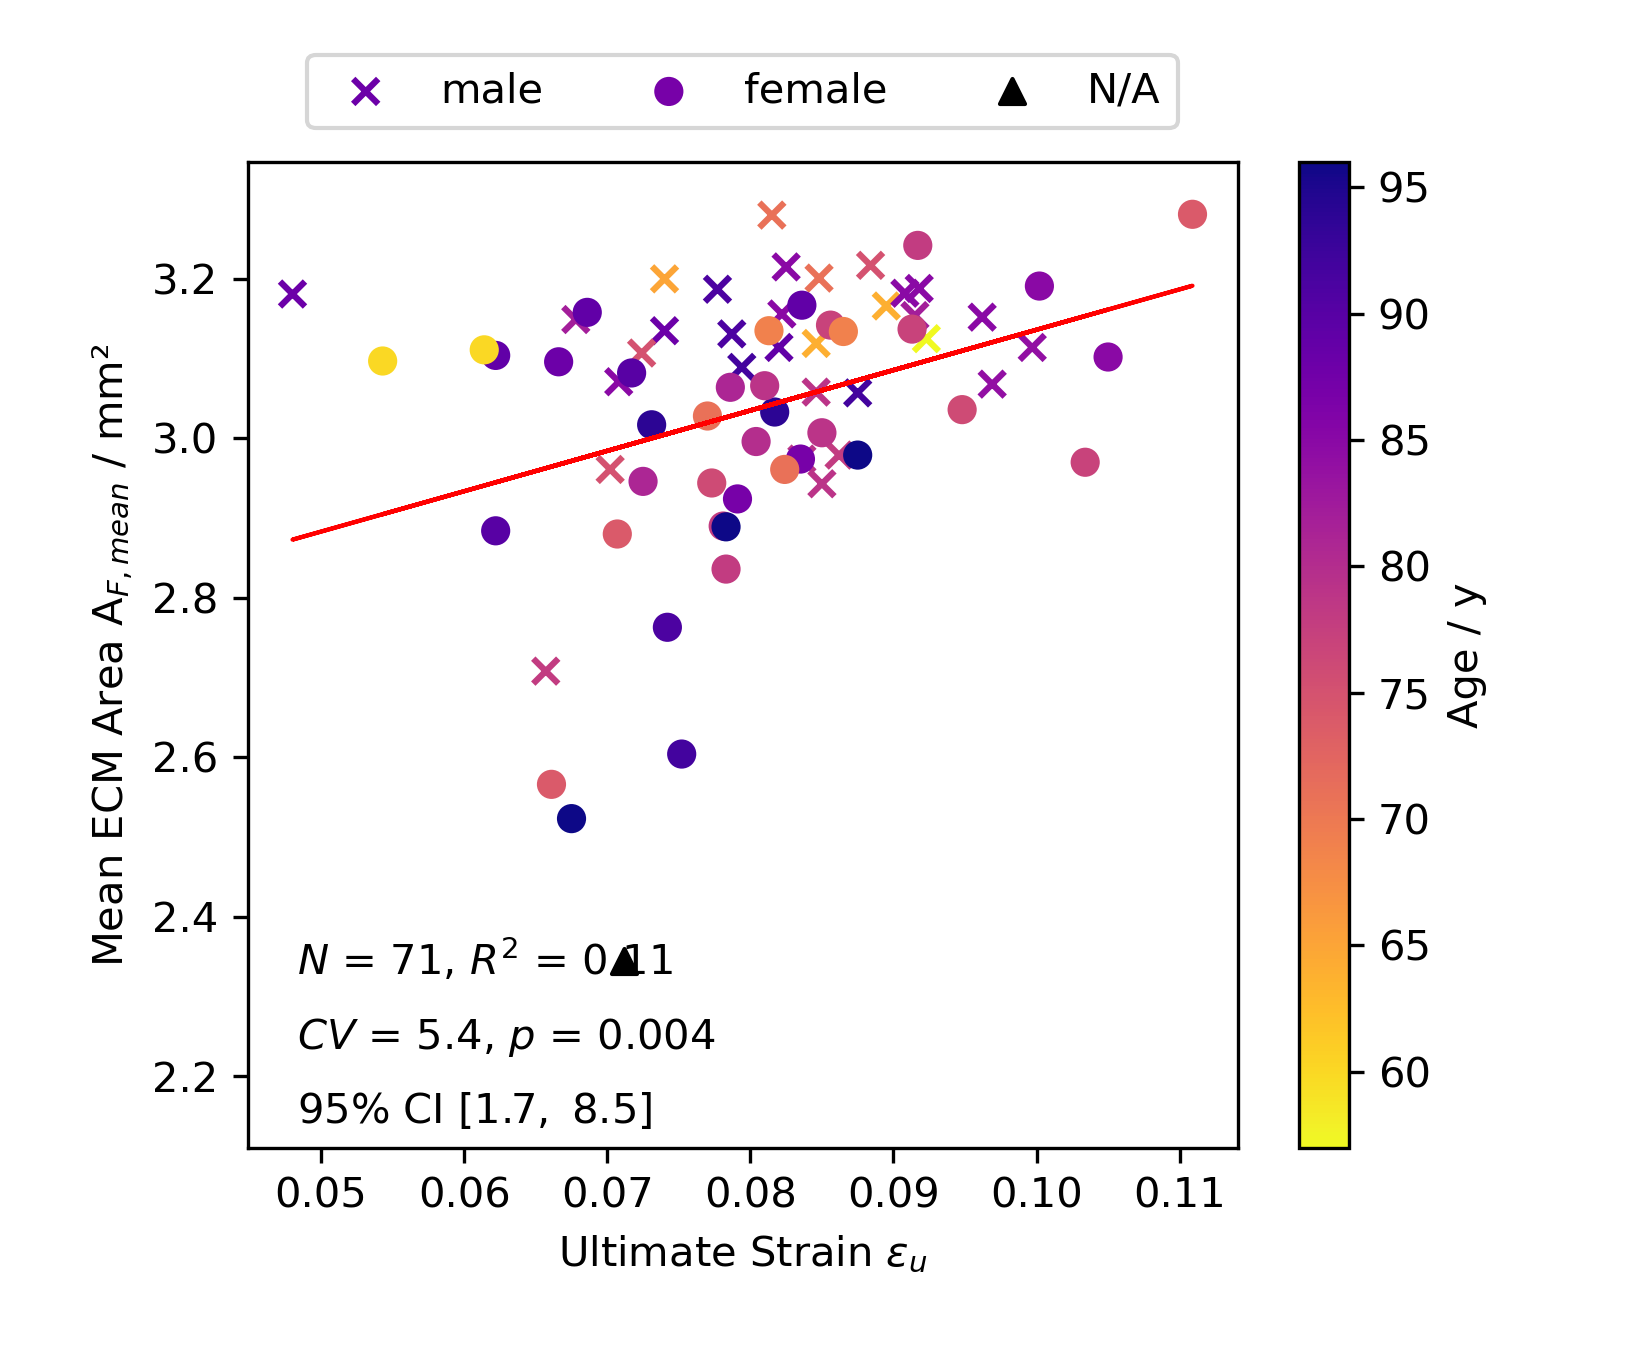 male female N/A
Mean ECM Area A_F,mean / mm²
3.2
3.0
2.8
2.6
2.4
2.2
N = 71, R² = 0.11
CV = 5.4, p = 0.004
95% CI [1.7, 8.5]
0.05 0.06 0.07 0.08 0.09 0.10 0.11
Ultimate Strain ε_u
95
90
85
80
75
70
65
60
Age / y